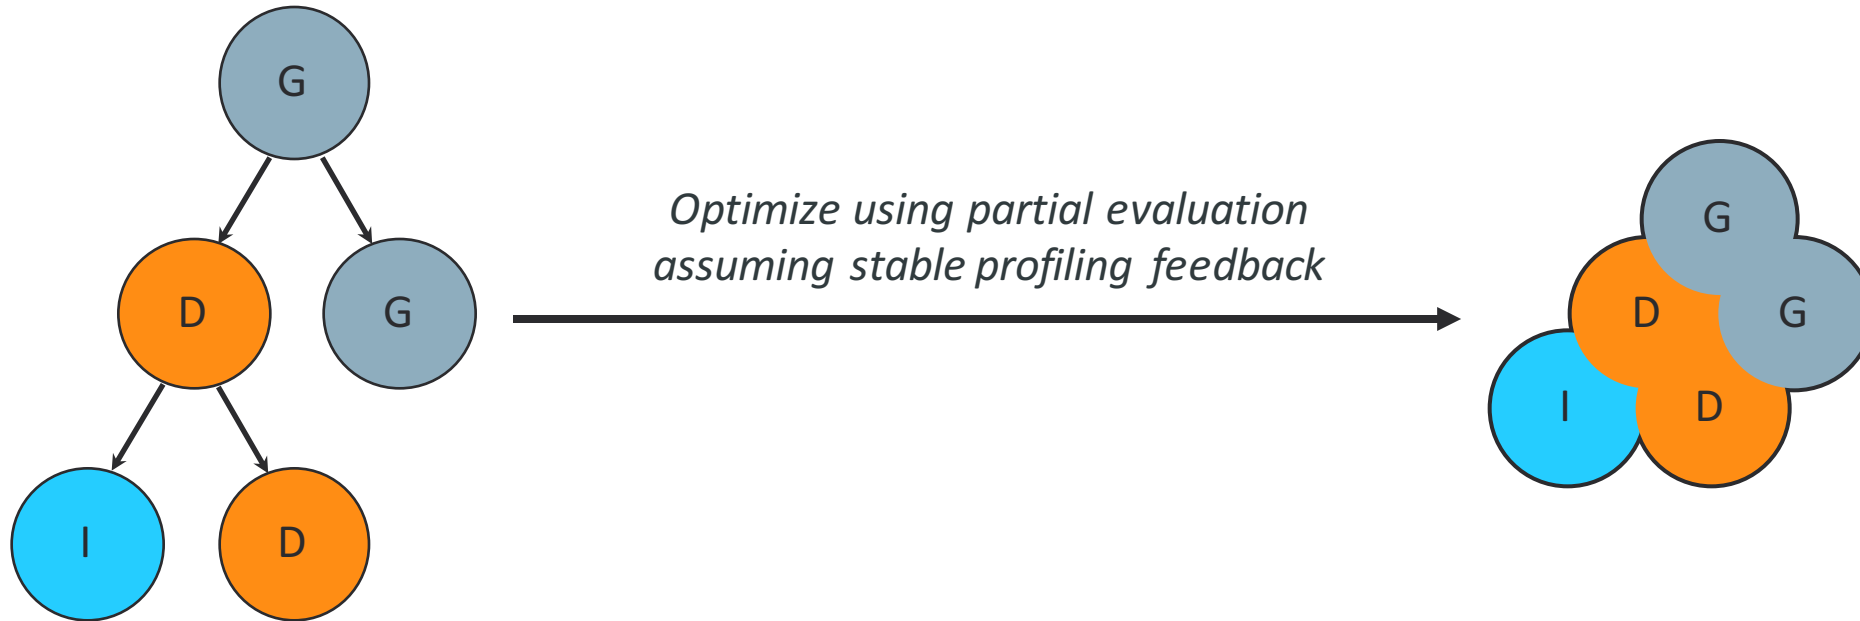 G
D
G
I
D
Optimize using partial evaluation
assuming stable profiling feedback
G
D
G
I
D